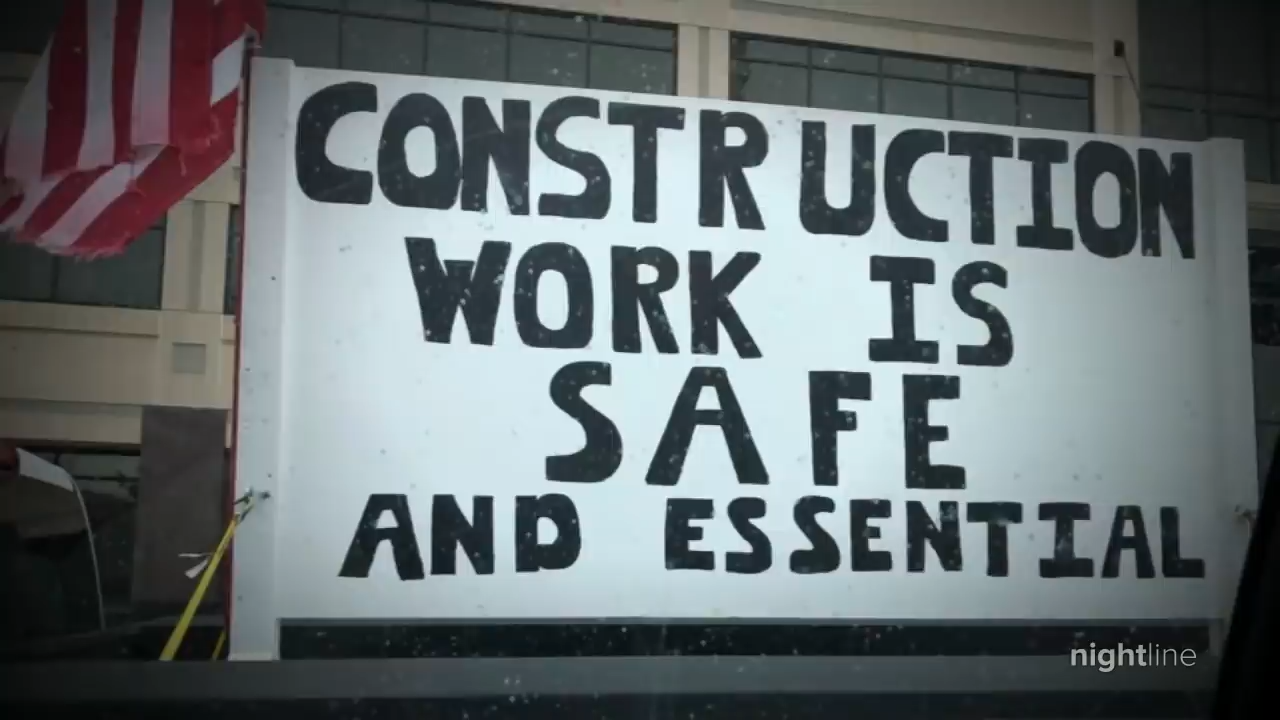 CONSTRUCTION
WORK IS
SAFE
AND ESSENTIAL
nightline